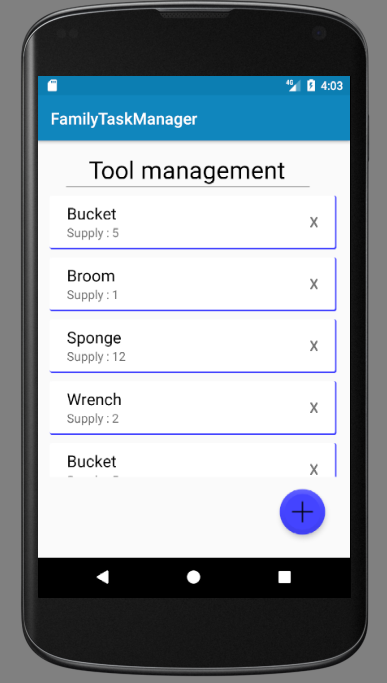 4G 4:03
FamilyTaskManager
Tool management
Bucket
Supply : 5
X
Broom
Supply : 1
X
Sponge
Supply : 12
X
Wrench
Supply : 2
X
Bucket
X